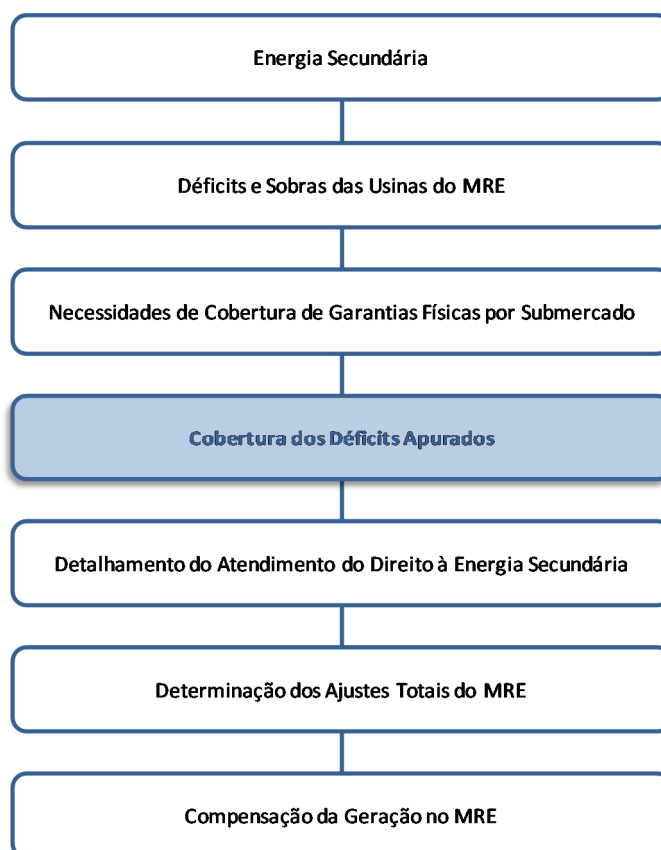 Energia Secundária
Déficits e Sobras das Usinas do MRE
Necessidades de Cobertura de Garantias Físicas por Submercado
Cobertura dos Déficits Apurados
Detalhamento do Atendimento do Direito à Energia Secundária
Determinação dos Ajustes Totais do MRE
Compensação da Geração no MRE